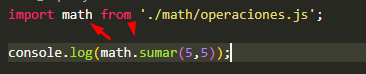 import math from './math/operaciones.js';
console.log(math.sumar(5,5));